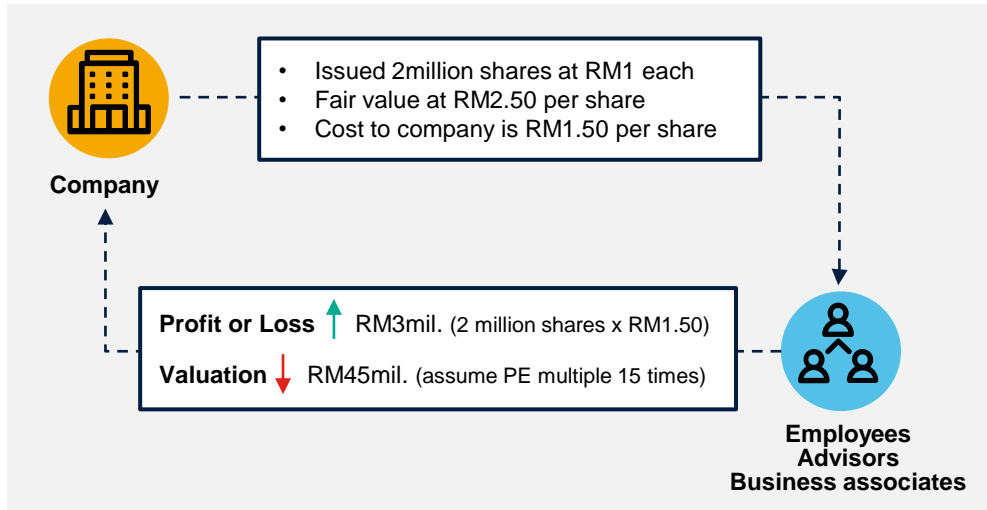 • Issued 2million shares at RM1 each
• Fair value at RM2.50 per share
• Cost to company is RM1.50 per share
Company
Profit or Loss ↑ RM3mil. (2 million shares x RM1.50)
Valuation ↓ RM45mil. (assume PE multiple 15 times)
Employees
Advisors
Business associates